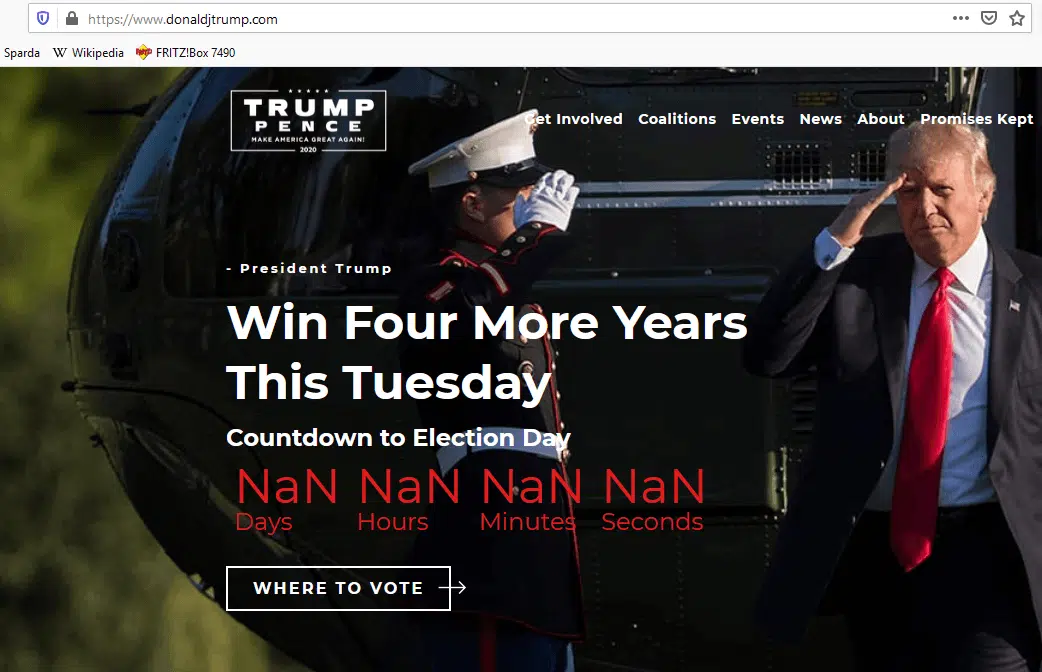 https://www.donaldjtrump.com
Sparda Wikipedia FRITZ!Box 7490
TRUMP
PENCE
MAKE AMERICA GREAT AGAIN!
2020
Get Involved Coalitions Events News About Promises Kept
- President Trump
Win Four More Years
This Tuesday
Countdown to Election Day
NaN NaN NaN NaN
Days Hours Minutes Seconds
WHERE TO VOTE